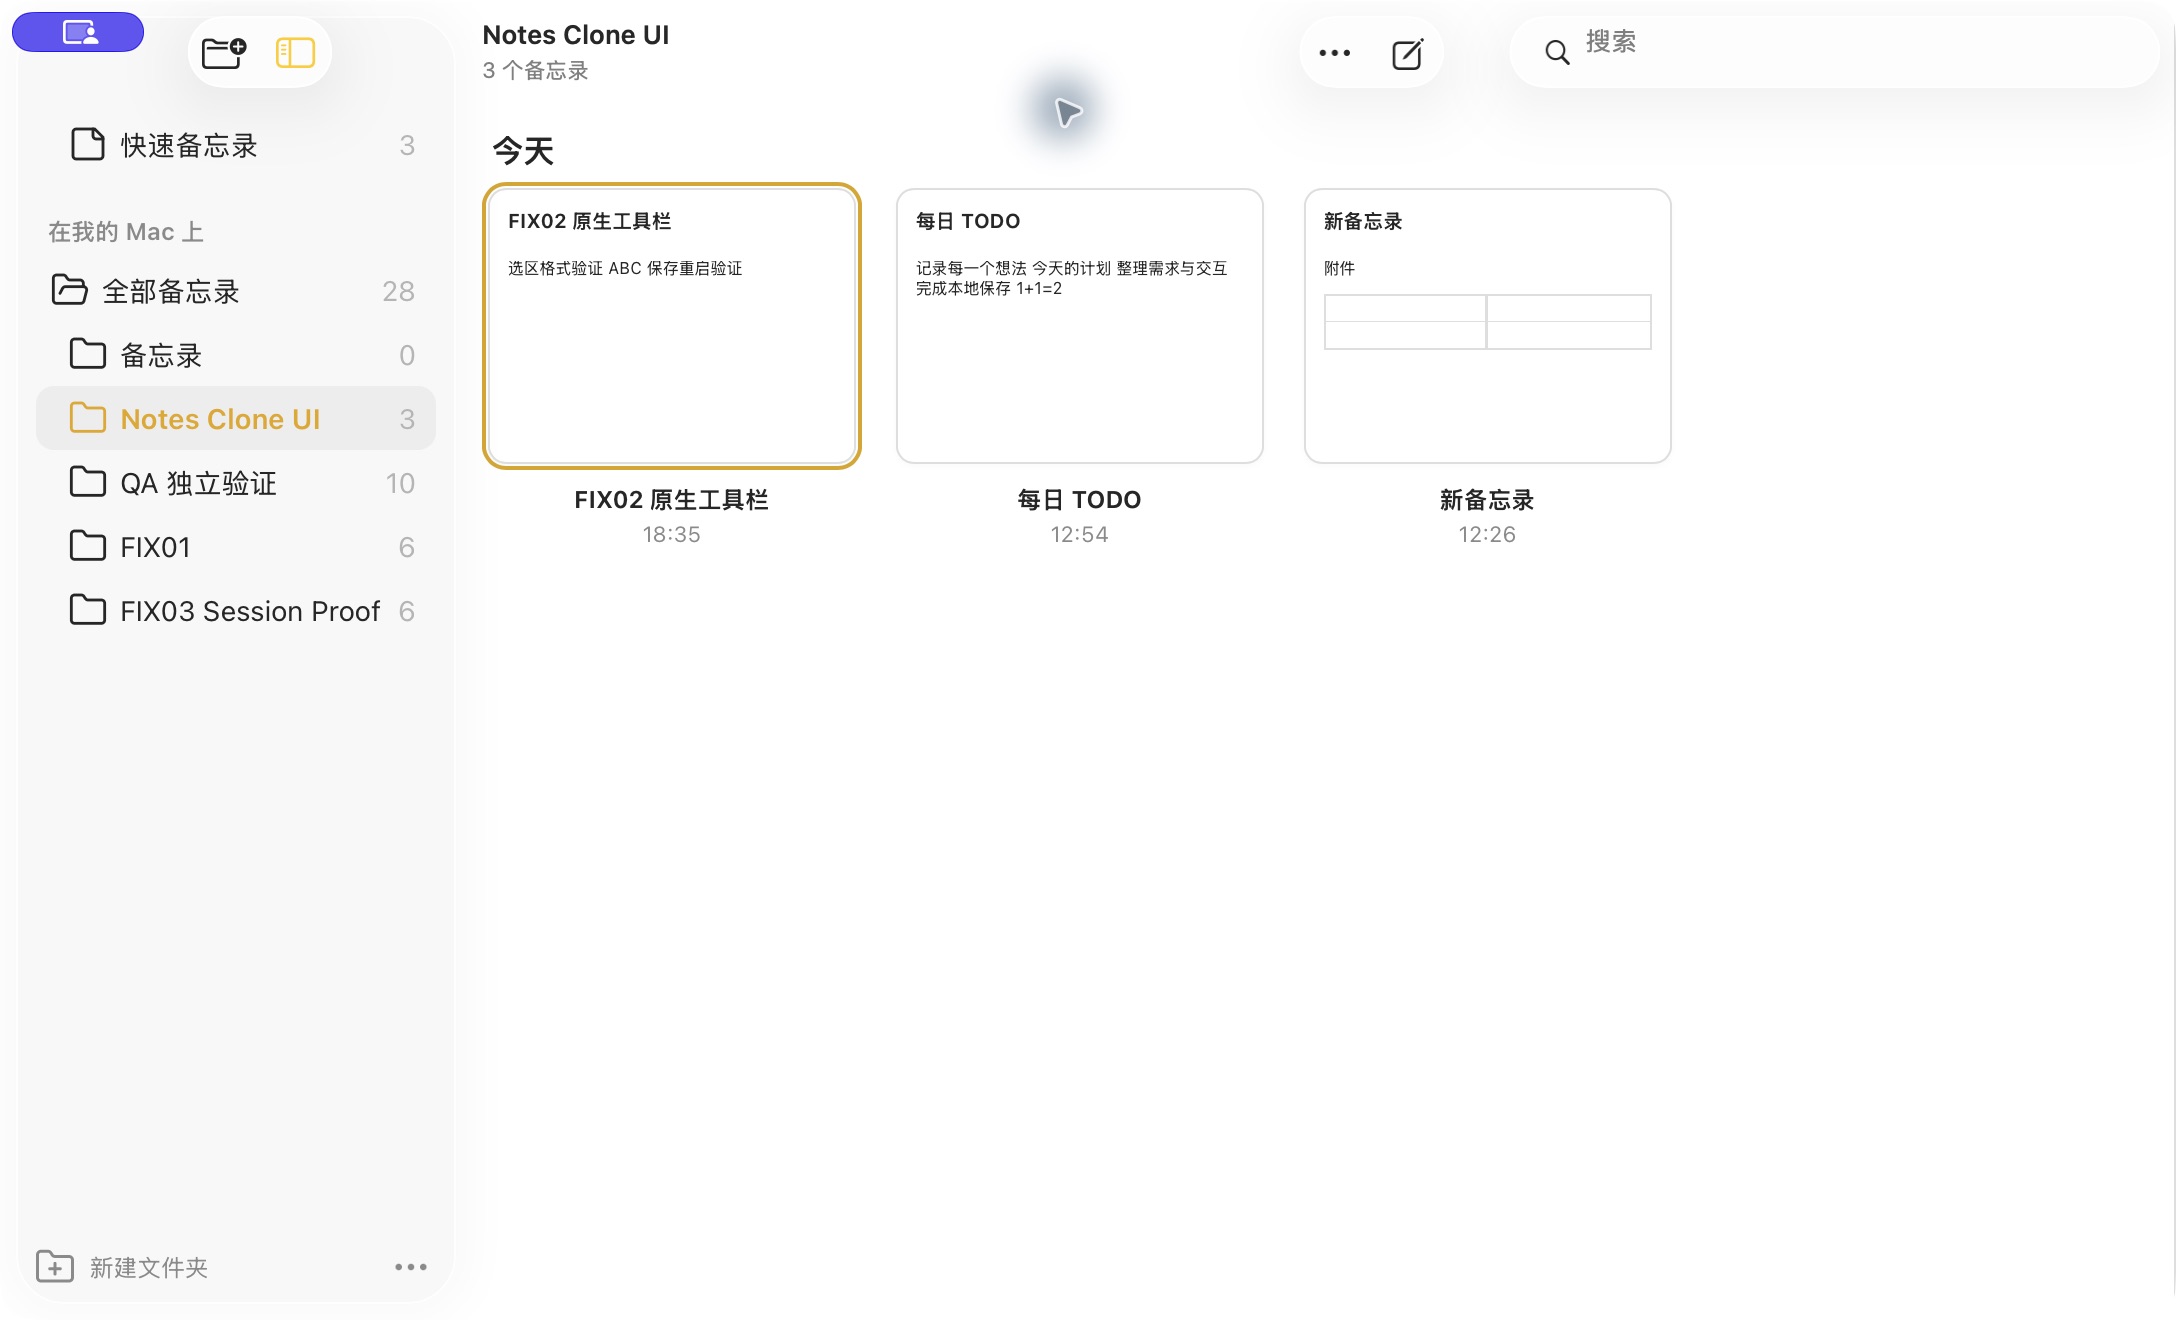 Notes Clone UI
3 个备忘录
搜索
快速备忘录 3
在我的 Mac 上
全部备忘录 28
备忘录 0
Notes Clone UI 3
QA 独立验证 10
FIX01 6
FIX03 Session Proof 6
新建文件夹
今天
FIX02 原生工具栏
选区格式验证 ABC 保存重启验证
FIX02 原生工具栏
18:35
每日 TODO
记录每一个想法 今天的计划 整理需求与交互
完成本地保存 1+1=2
每日 TODO
12:54
新备忘录
附件
新备忘录
12:26